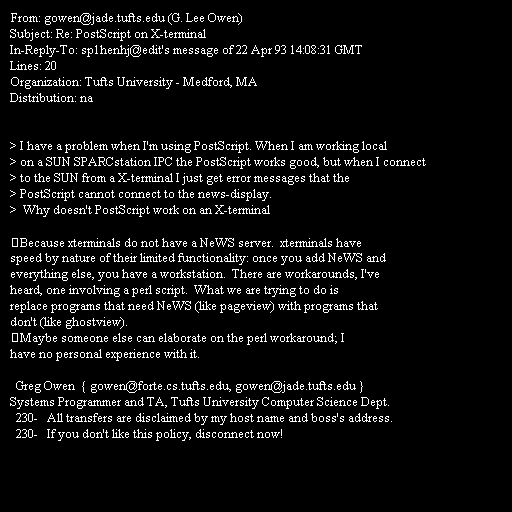 From: gowen@jade.tufts.edu (G. Lee Owen)
Subject: Re: PostScript on X-terminal
In-Reply-To: sp1henhj@edit's message of 22 Apr 93 14:08:31 GMT
Lines: 20
Organization: Tufts University - Medford, MA
Distribution: na

> I have a problem when I'm using PostScript. When I am working local
> on a SUN SPARCstation IPC the PostScript works good, but when I connect
> to the SUN from a X-terminal I just get error messages that the
> PostScript cannot connect to the news-display.
>  Why doesn't PostScript work on an X-terminal

Because xterminals do not have a NeWS server.  xterminals have
speed by nature of their limited functionality: once you add NeWS and
everything else, you have a workstation.  There are workarounds, I've
heard, one involving a perl script.  What we are trying to do is
replace programs that need NeWS (like pageview) with programs that
don't (like ghostview).
Maybe someone else can elaborate on the perl workaround; I
have no personal experience with it.

  Greg Owen  { gowen@forte.cs.tufts.edu, gowen@jade.tufts.edu }
Systems Programmer and TA, Tufts University Computer Science Dept.
  230-   All transfers are disclaimed by my host name and boss's address.
  230-   If you don't like this policy, disconnect now!